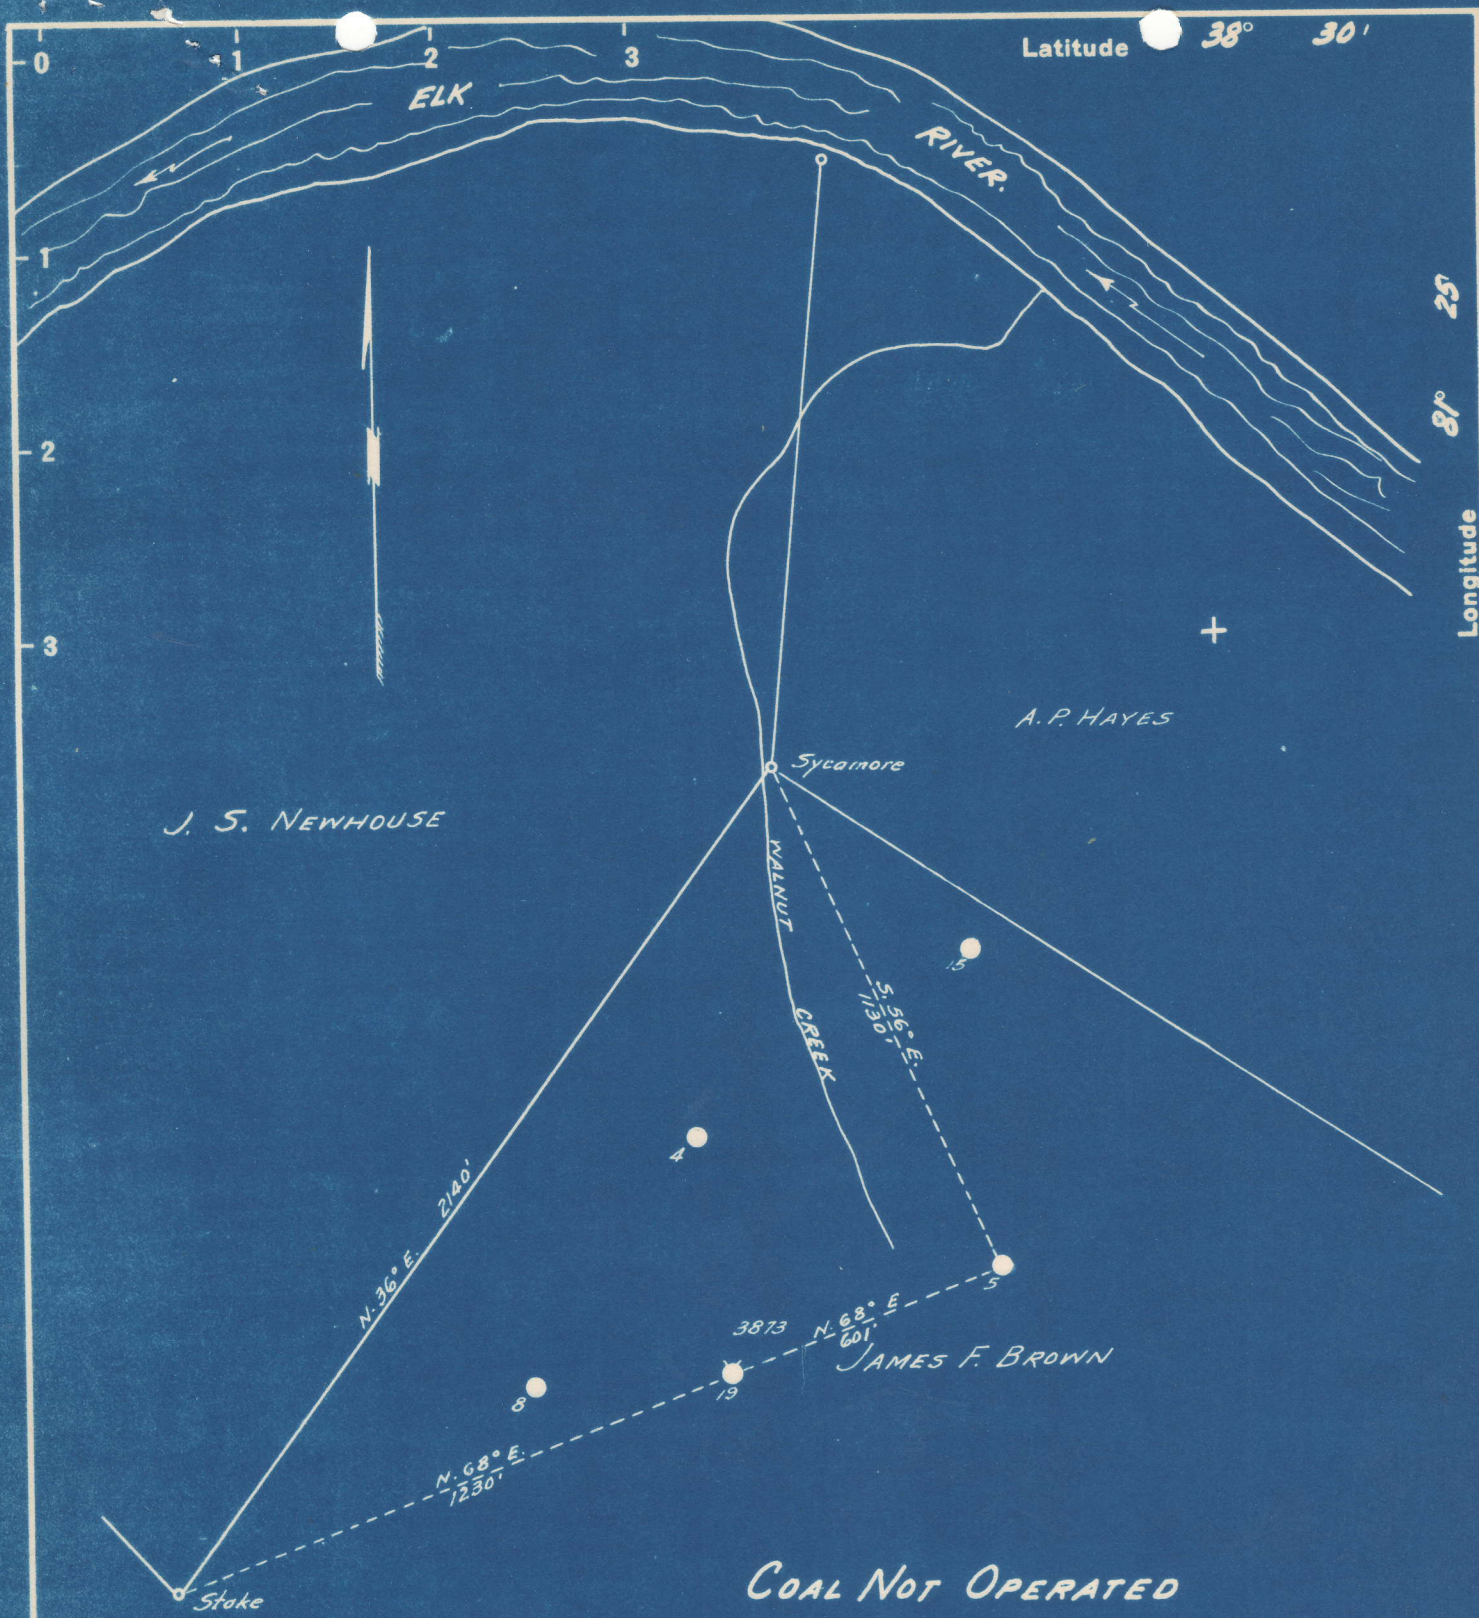 0
1
2
3
Latitude 38° 30'
ELK
RIVER.
1
25'
2
81°
Longitude
3
A.P. HAYES
Sycamore
J. S. NEWHOUSE
WALNUT
15
S. 56° E.
1130'
CREEK
4
2140'
N. 36° E.
5
3873
N. 68° E
601'
JAMES F. BROWN
19
8
N. 68° E.
1230'
COAL NOT OPERATED
Stake